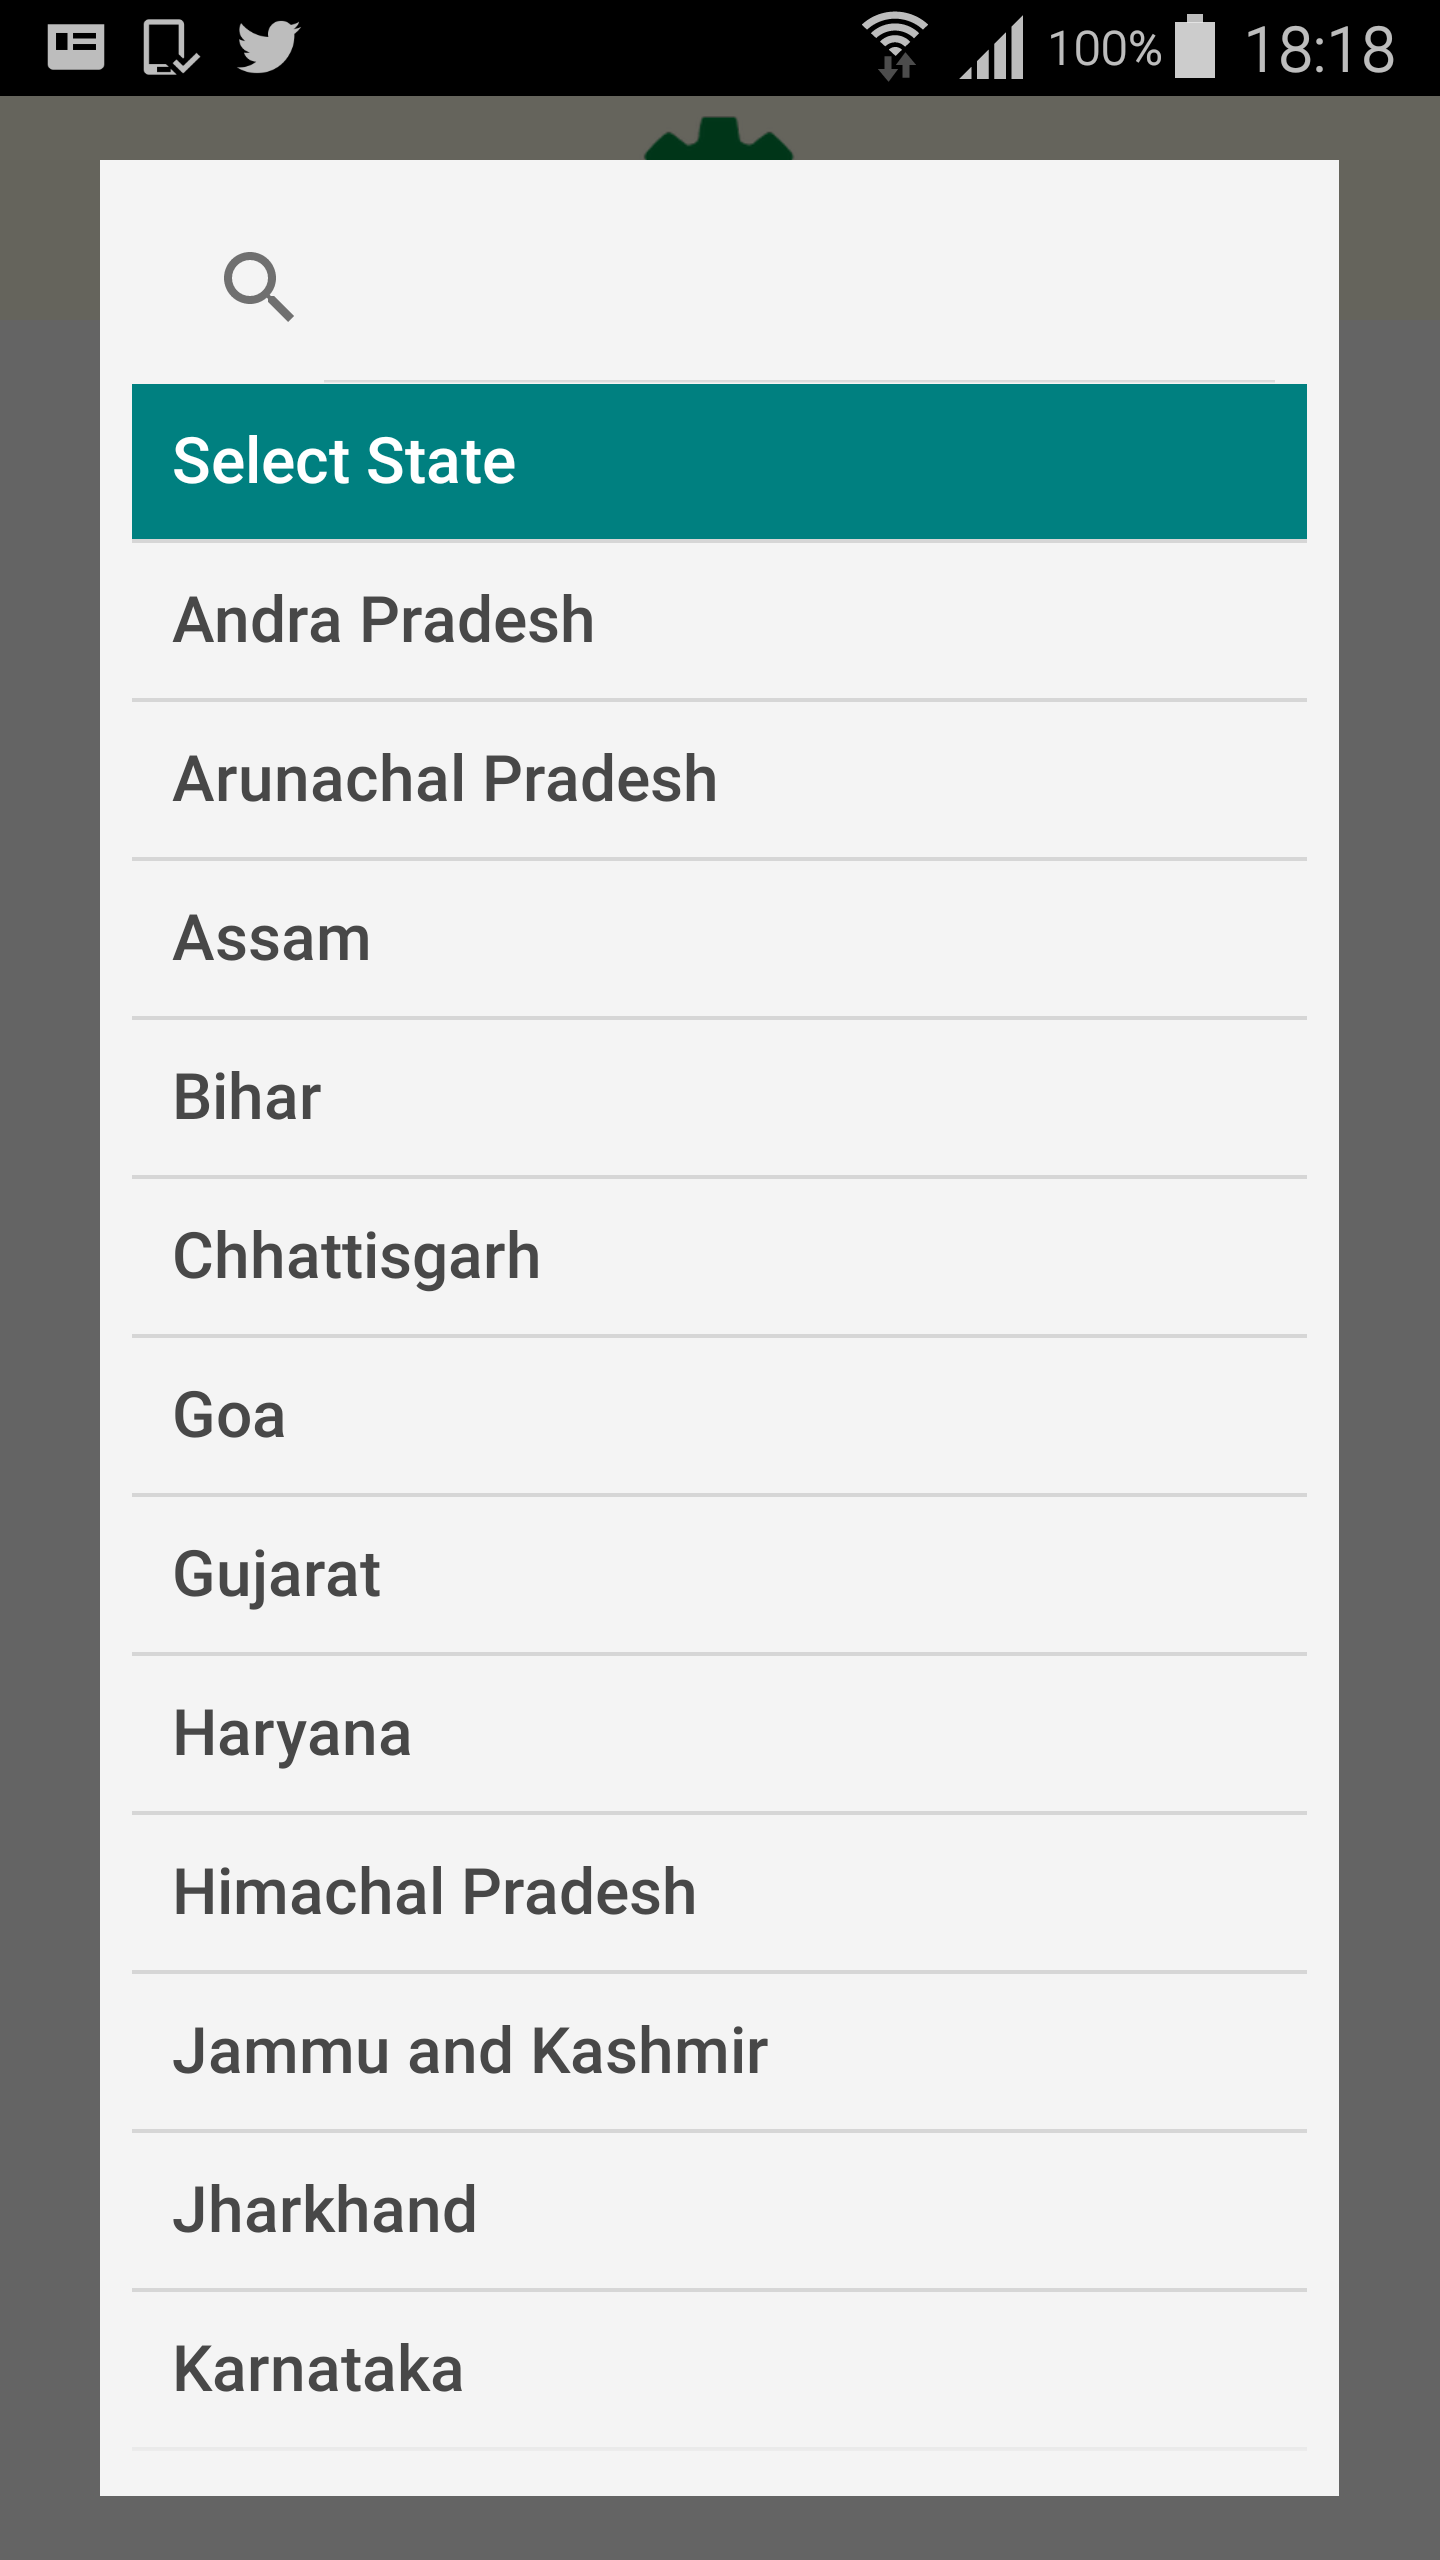 100% 18:18
Select State
Andra Pradesh
Arunachal Pradesh
Assam
Bihar
Chhattisgarh
Goa
Gujarat
Haryana
Himachal Pradesh
Jammu and Kashmir
Jharkhand
Karnataka